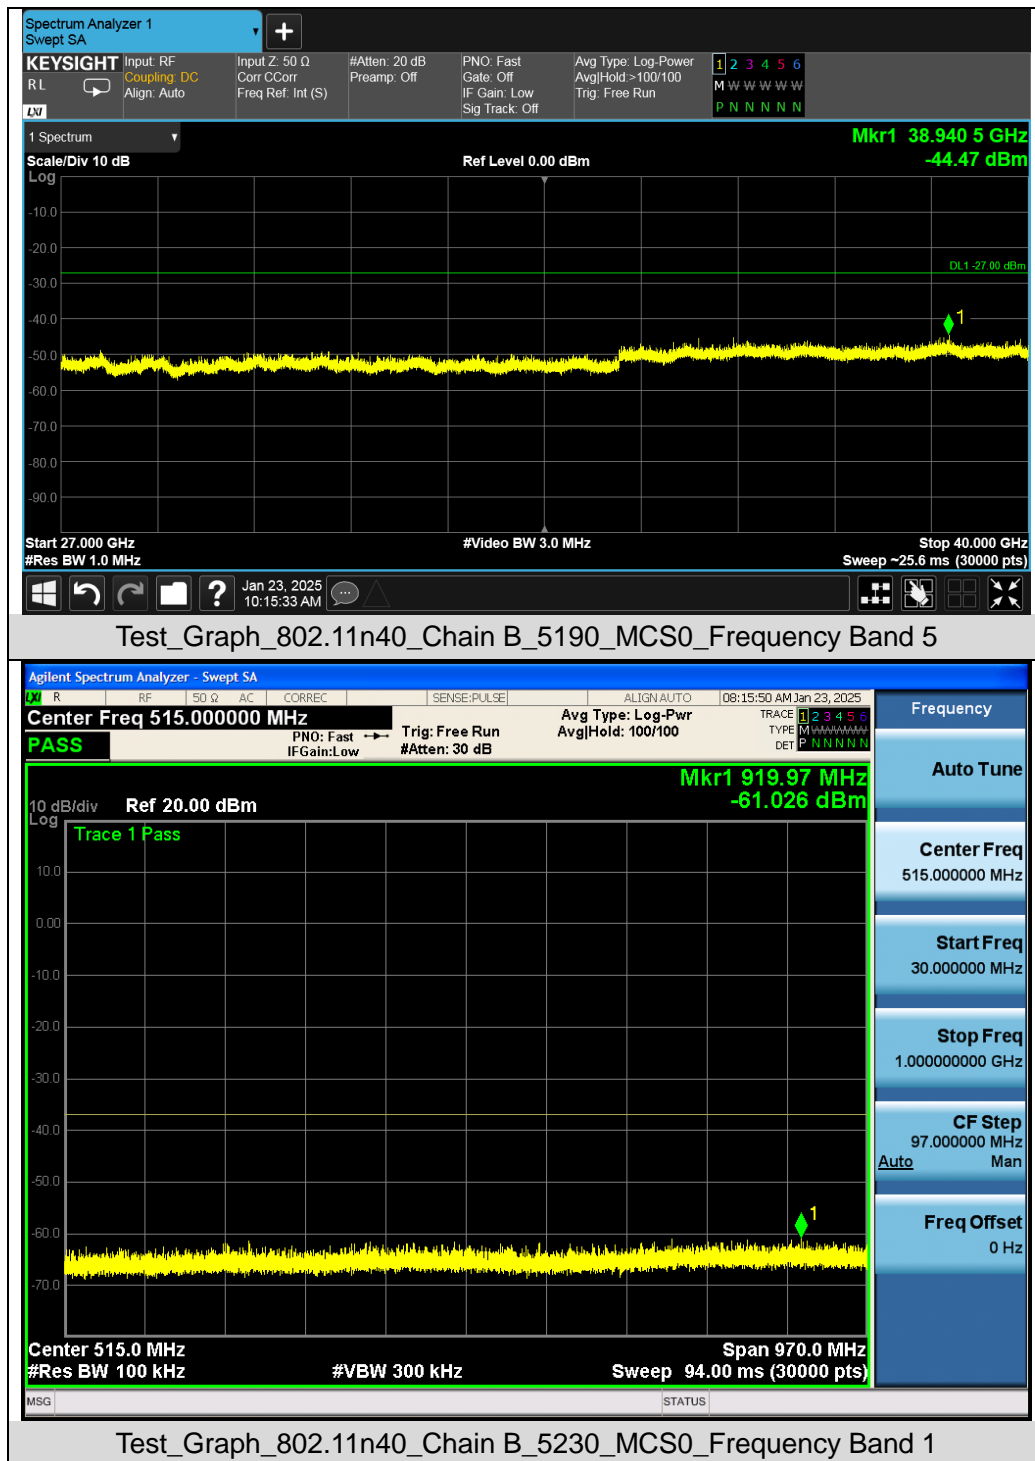 Spectrum Analyzer 1
Swept SA
+
KEYSIGHT
R L
LXI
Input: RF
Coupling: DC
Align: Auto
Input Z: 50 Ω
Corr CCorr
Freq Ref: Int (S)
#Atten: 20 dB
Preamp: Off
PNO: Fast
Gate: Off
IF Gain: Low
Sig Track: Off
Avg Type: Log-Power
Avg|Hold:>100/100
Trig: Free Run
1 2 3 4 5 6
M W W W W W
P N N N N N
1 Spectrum
Mkr1 38.940 5 GHz
Scale/Div 10 dB
Ref Level 0.00 dBm
-44.47 dBm
Log
-10.0
-20.0
DL1 -27.00 dBm
-30.0
-40.0
1
-50.0
-60.0
-70.0
-80.0
-90.0
Start 27.000 GHz
#Video BW 3.0 MHz
Stop 40.000 GHz
#Res BW 1.0 MHz
Sweep ~25.6 ms (30000 pts)
?
Jan 23, 2025
10:15:33 AM
Test_Graph_802.11n40_Chain B_5190_MCS0_Frequency Band 5
Agilent Spectrum Analyzer - Swept SA
LXI R RF 50 Ω AC CORREC SENSE:PULSE ALIGN AUTO 08:15:50 AM Jan 23, 2025
Center Freq 515.000000 MHz
PASS
PNO: Fast
IFGain:Low
Trig: Free Run
#Atten: 30 dB
Avg Type: Log-Pwr
Avg|Hold: 100/100
TRACE 1 2 3 4 5 6
TYPE M W W W W W
DET P N N N N N
Frequency
Mkr1 919.97 MHz
-61.026 dBm
10 dB/div
Ref 20.00 dBm
Log
Trace 1 Pass
10.0
0.00
-10.0
-20.0
-30.0
-40.0
-50.0
1
-60.0
-70.0
Center 515.0 MHz
Span 970.0 MHz
#Res BW 100 kHz
#VBW 300 kHz
Sweep 94.00 ms (30000 pts)
Auto Tune
Center Freq
515.000000 MHz
Start Freq
30.000000 MHz
Stop Freq
1.000000000 GHz
CF Step
97.000000 MHz
Auto Man
Freq Offset
0 Hz
MSG
STATUS
Test_Graph_802.11n40_Chain B_5230_MCS0_Frequency Band 1